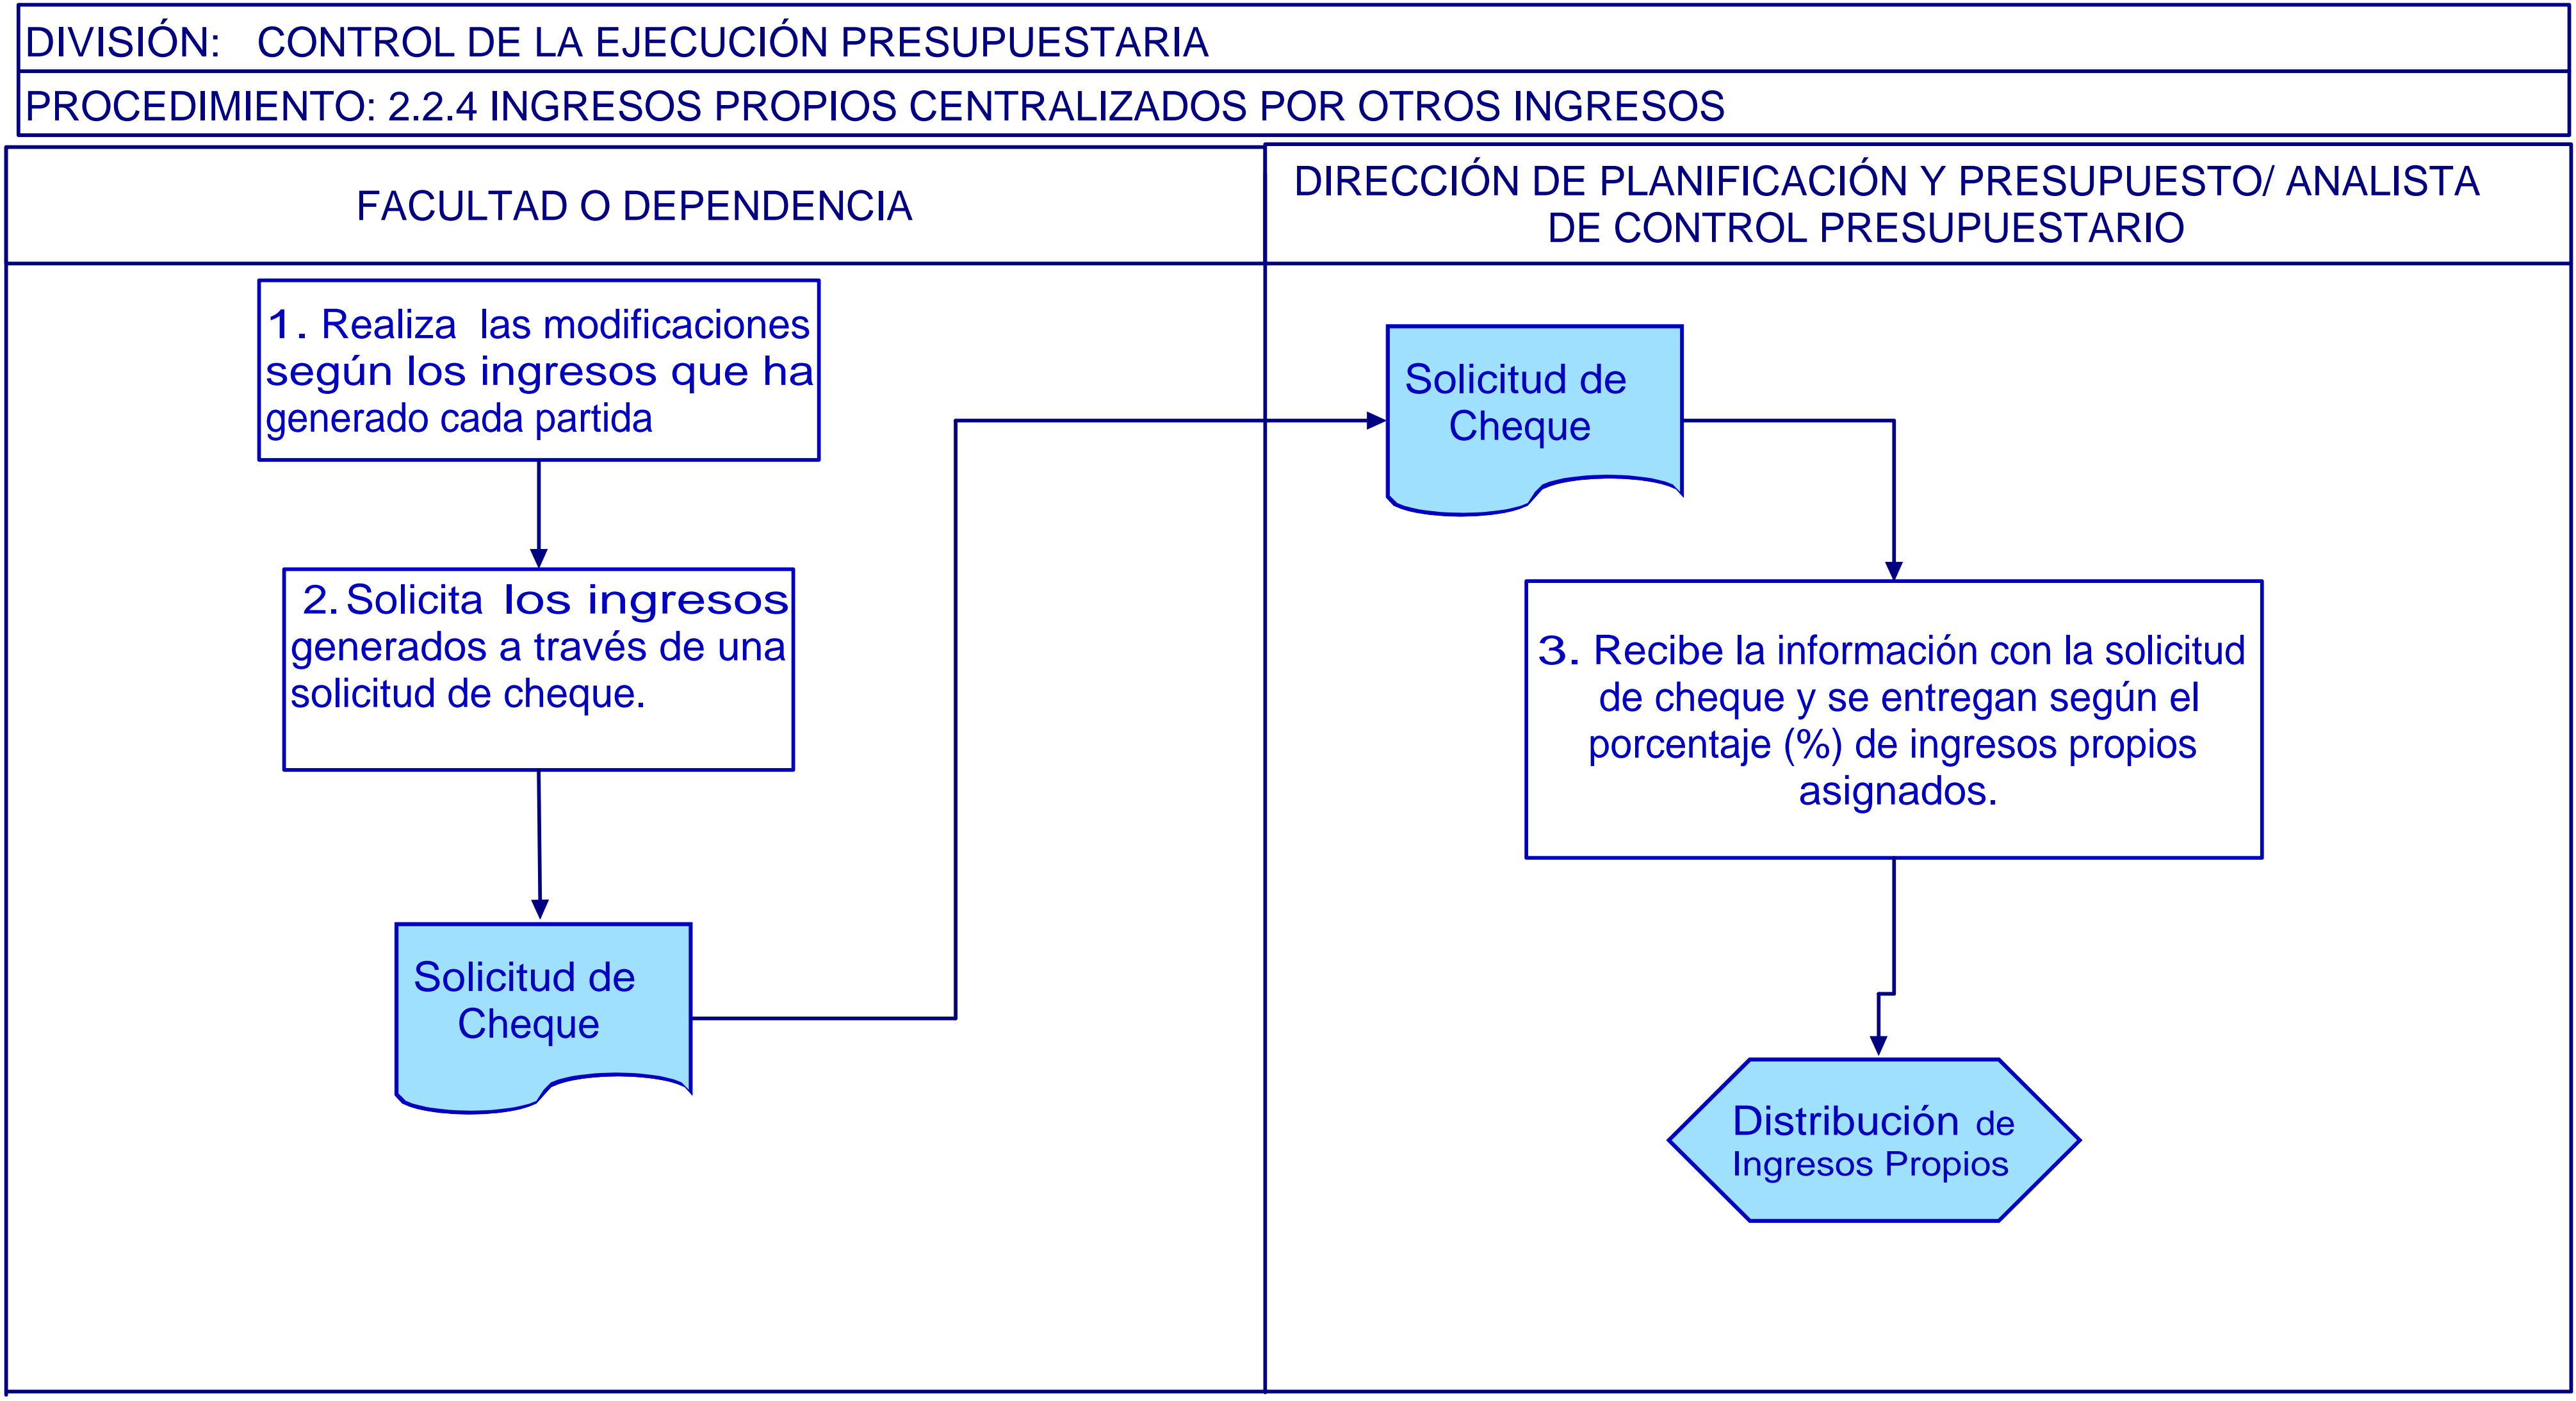 DIVISIÓN: CONTROL DE LA EJECUCIÓN PRESUPUESTARIA
PROCEDIMIENTO: 2.2.4 INGRESOS PROPIOS CENTRALIZADOS POR OTROS INGRESOS
FACULTAD O DEPENDENCIA
DIRECCIÓN DE PLANIFICACIÓN Y PRESUPUESTO/ ANALISTA
DE CONTROL PRESUPUESTARIO
1. Realiza las modificaciones
según los ingresos que ha
generado cada partida
2. Solicita los ingresos
generados a través de una
solicitud de cheque.
Solicitud de
Cheque
Solicitud de
Cheque
3. Recibe la información con la solicitud
de cheque y se entregan según el
porcentaje (%) de ingresos propios
asignados.
Distribución de
Ingresos Propios